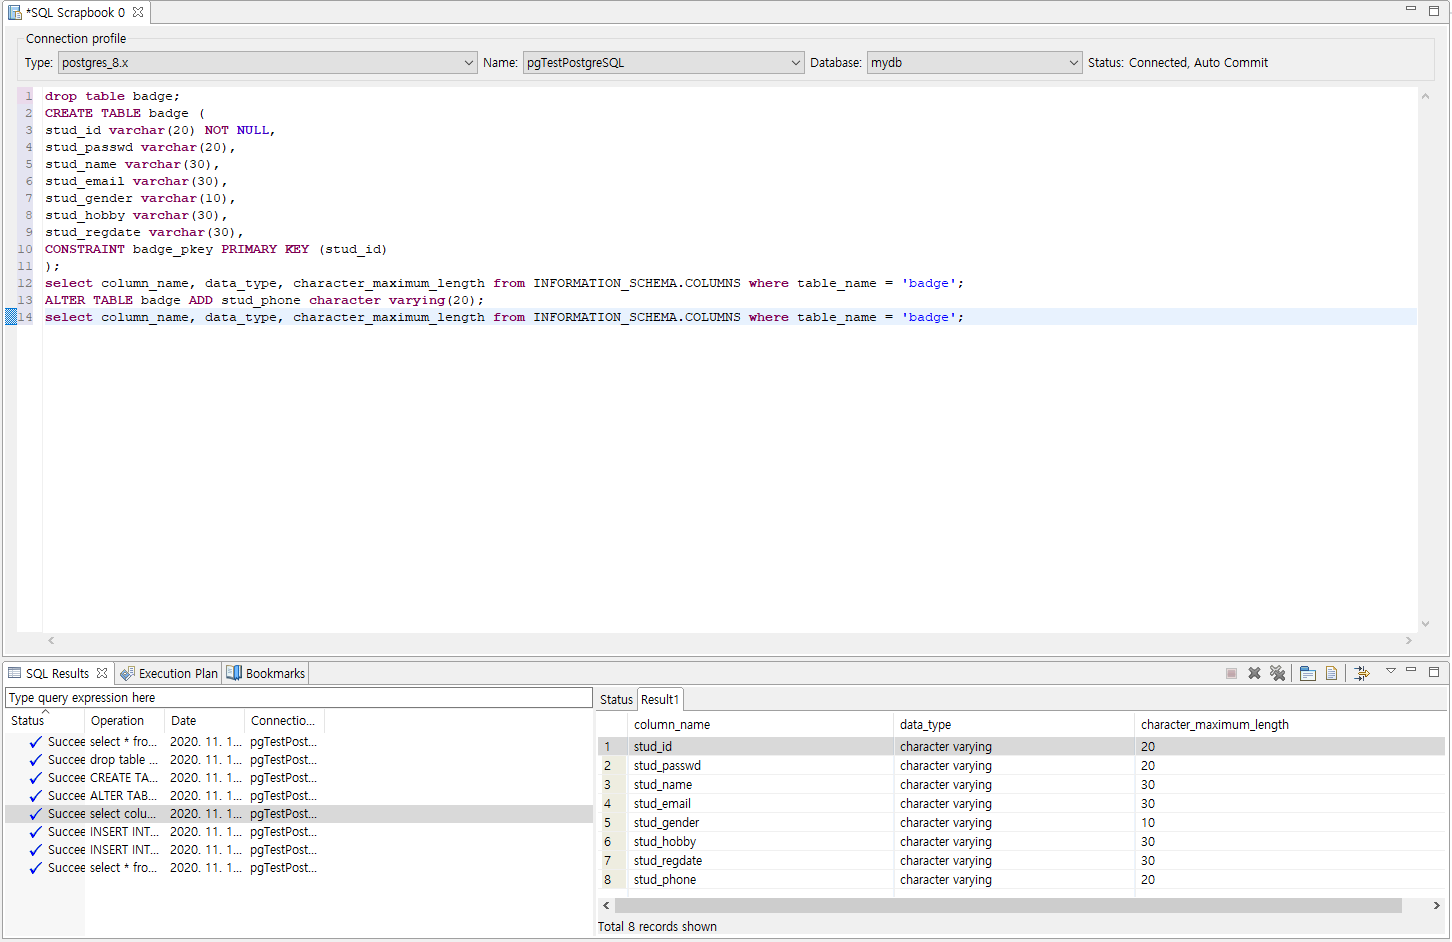 *SQL Scrapbook 0
Connection profile
Type: postgres_8.x Name: pgTestPostgreSQL Database: mydb Status: Connected, Auto Commit
1 drop table badge;
2 CREATE TABLE badge (
3 stud_id varchar(20) NOT NULL,
4 stud_passwd varchar(20),
5 stud_name varchar(30),
6 stud_email varchar(30),
7 stud_gender varchar(10),
8 stud_hobby varchar(30),
9 stud_regdate varchar(30),
10 CONSTRAINT badge_pkey PRIMARY KEY (stud_id)
11 );
12 select column_name, data_type, character_maximum_length from INFORMATION_SCHEMA.COLUMNS where table_name = 'badge';
13 ALTER TABLE badge ADD stud_phone character varying(20);
14 select column_name, data_type, character_maximum_length from INFORMATION_SCHEMA.COLUMNS where table_name = 'badge';
SQL Results Execution Plan Bookmarks
Type query expression here
Status Operation Date Connectio...
Succee select * fro... 2020. 11. 1... pgTestPost...
Succee drop table ... 2020. 11. 1... pgTestPost...
Succee CREATE TA... 2020. 11. 1... pgTestPost...
Succee ALTER TAB... 2020. 11. 1... pgTestPost...
Succee select colu... 2020. 11. 1... pgTestPost...
Succee INSERT INT... 2020. 11. 1... pgTestPost...
Succee INSERT INT... 2020. 11. 1... pgTestPost...
Succee select * fro... 2020. 11. 1... pgTestPost...
Status Result1
column_name data_type character_maximum_length
1 stud_id character varying 20
2 stud_passwd character varying 20
3 stud_name character varying 30
4 stud_email character varying 30
5 stud_gender character varying 10
6 stud_hobby character varying 30
7 stud_regdate character varying 30
8 stud_phone character varying 20
Total 8 records shown